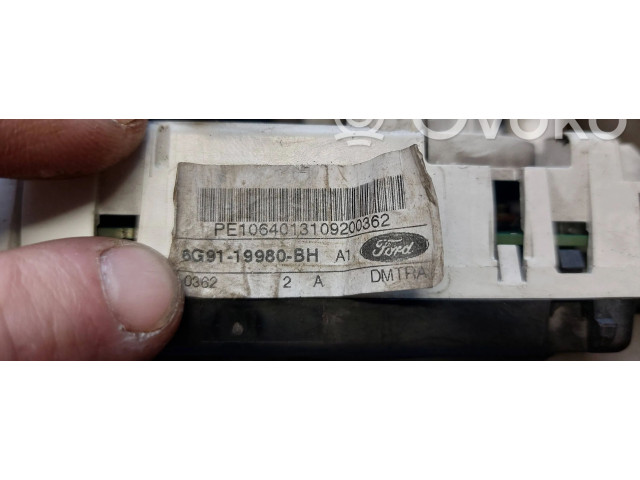 Ovoko
PE1064013109200362
6G91-19980-BH A1 Ford
0362 2 A DMTRA